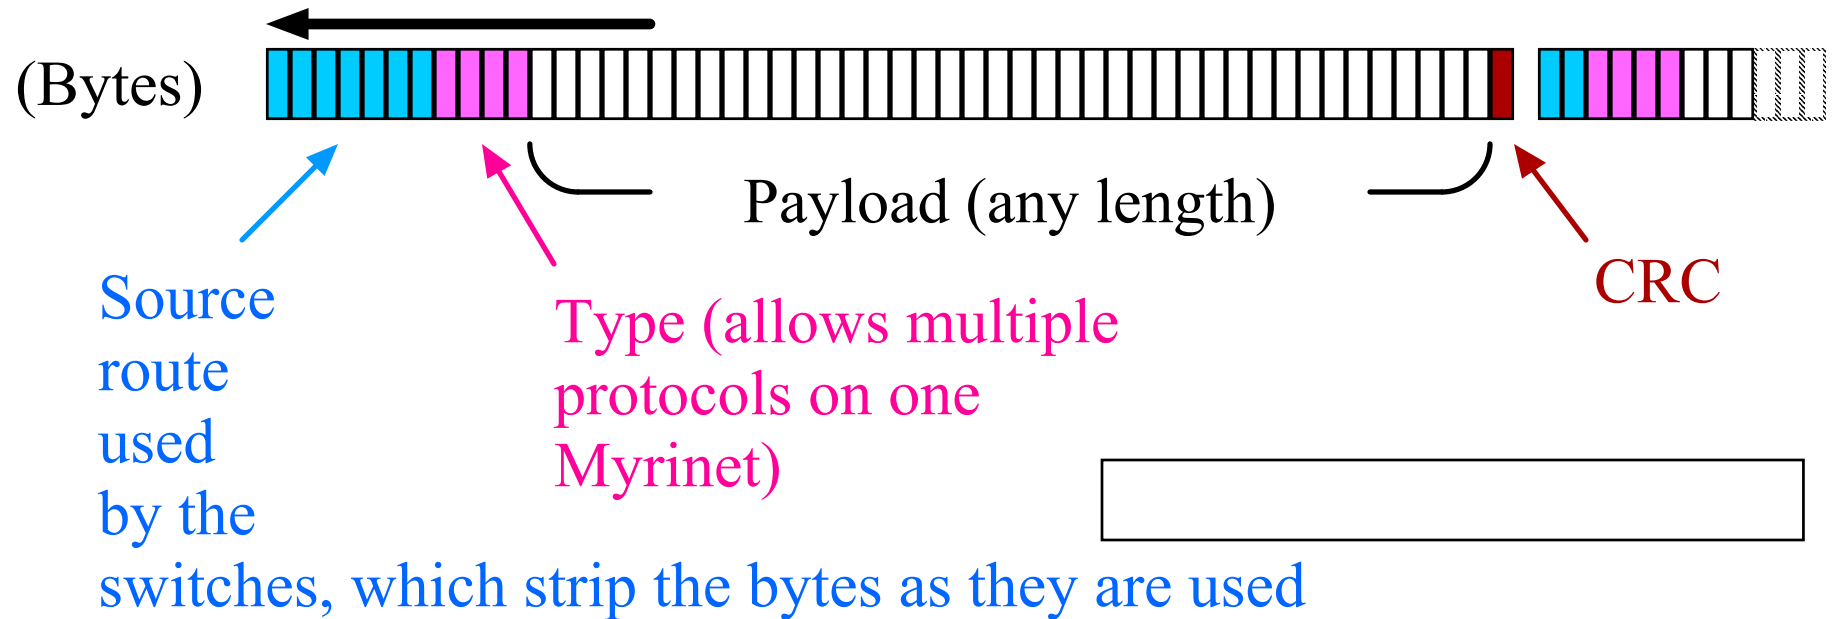 (Bytes)
Payload (any length)
CRC
Source
route
used
by the
switches, which strip the bytes as they are used
Type (allows multiple
protocols on one
Myrinet)